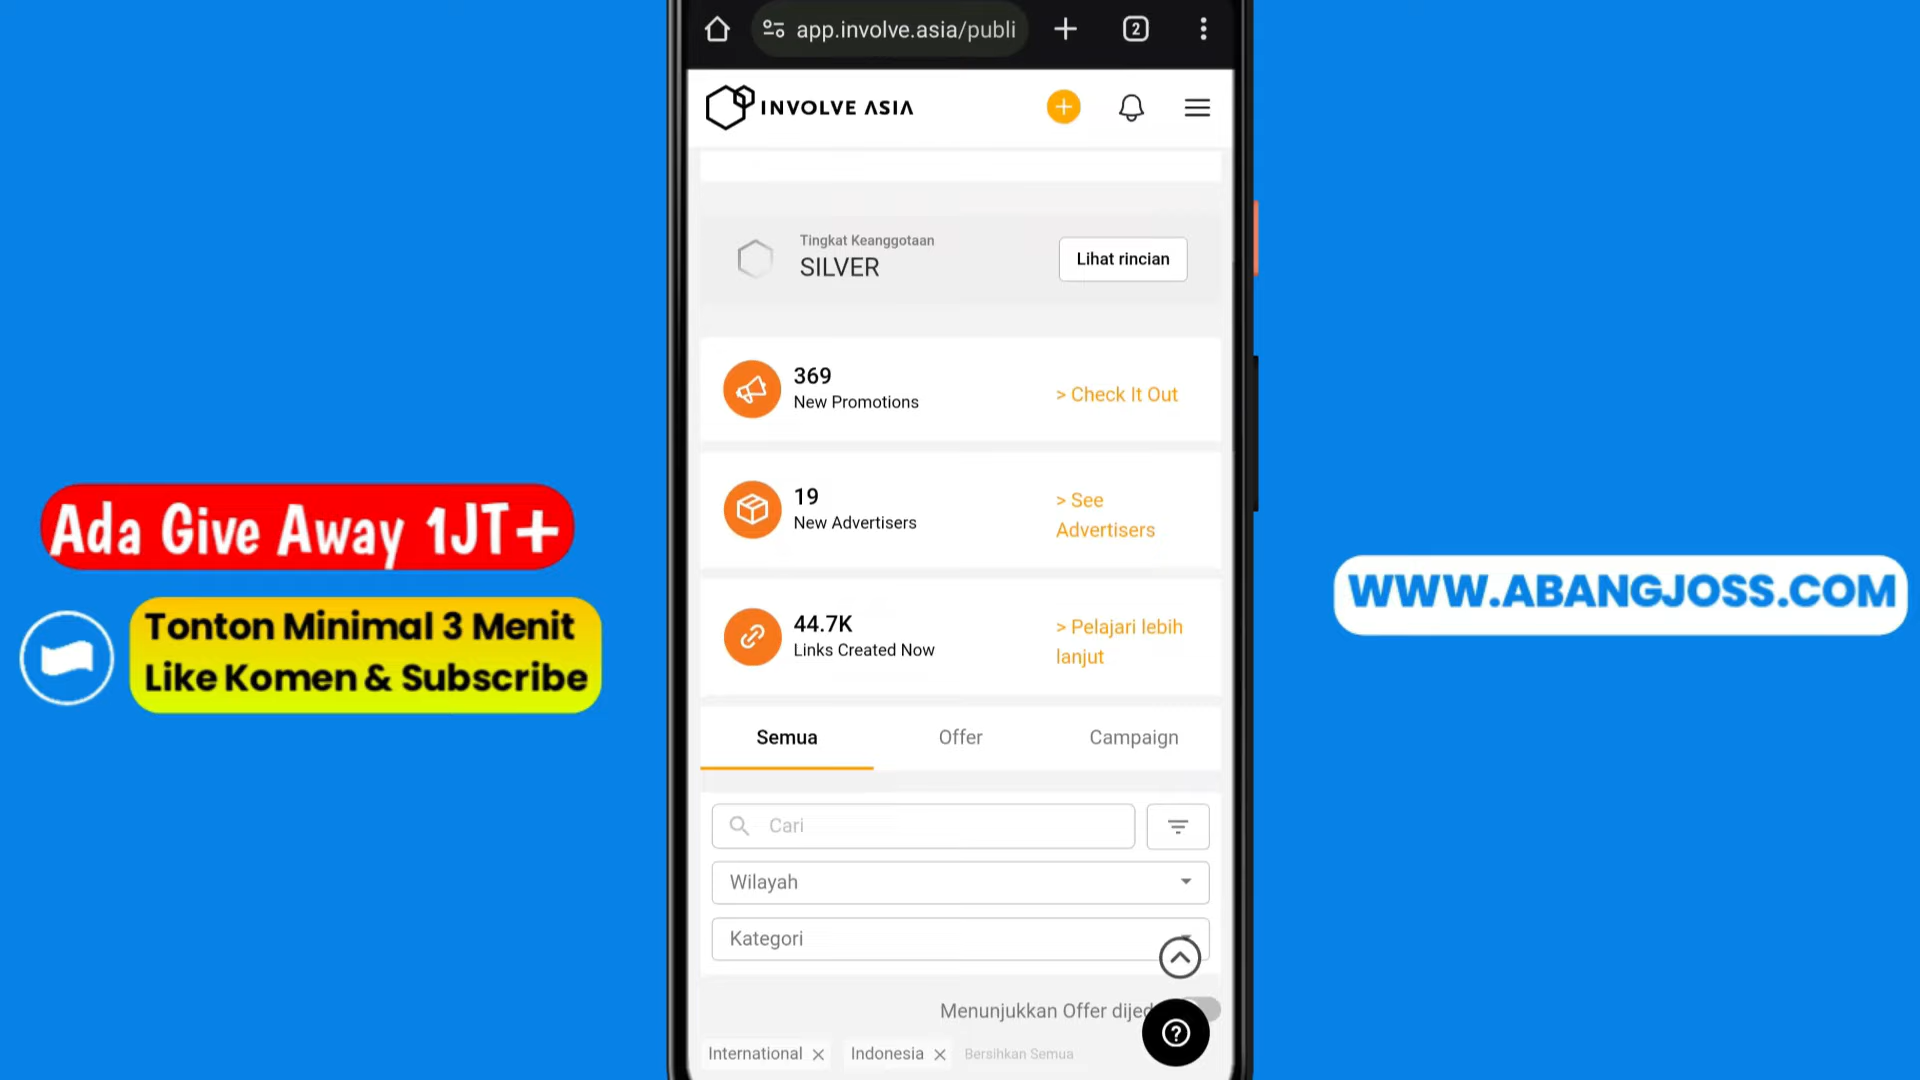 app.involve.asia/publi
2
INVOLVE ASIA
Tingkat Keanggotaan
SILVER
Lihat rincian
369
New Promotions
> Check It Out
19
New Advertisers
> See
Advertisers
44.7K
Links Created Now
> Pelajari lebih
lanjut
Semua
Offer
Campaign
Cari
Wilayah
Kategori
Menunjukkan Offer
International
Indonesia
Bersihkan Semua
Ada Give Away 1JT+
Tonton Minimal 3 Menit
Like Komen & Subscribe
WWW.ABANGJOSS.COM